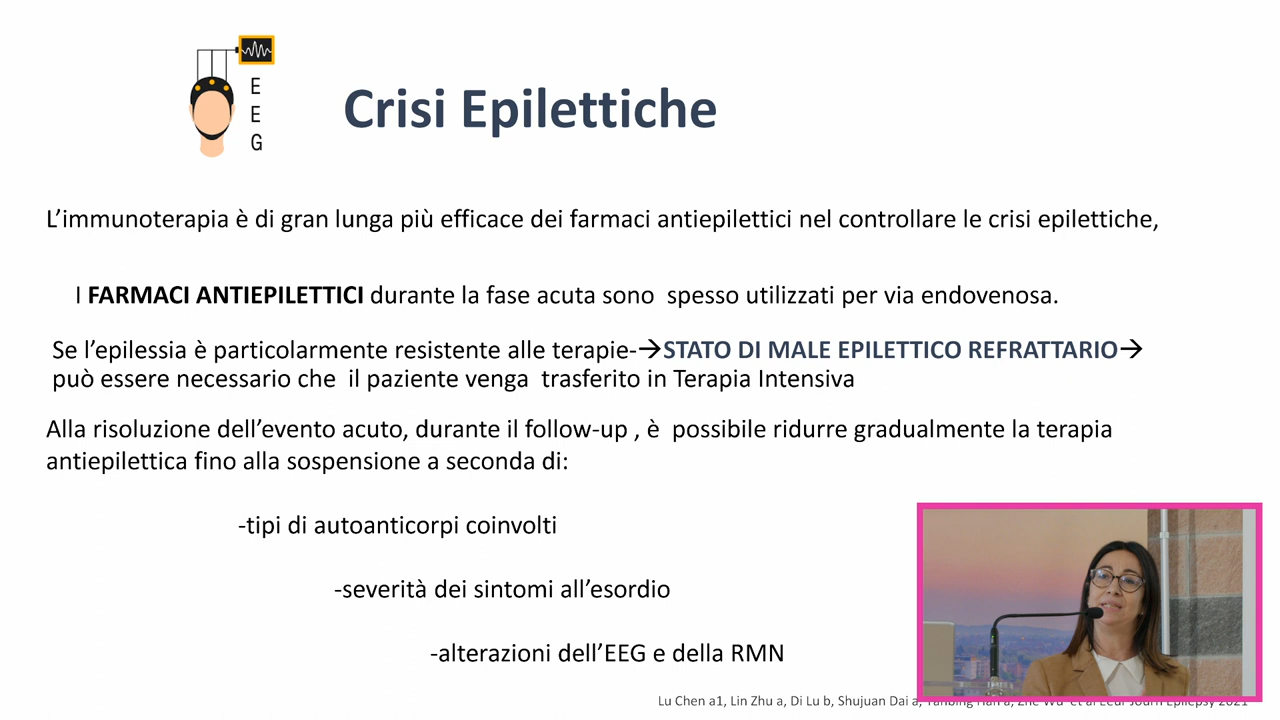 E
E
G
Crisi Epilettiche
L’immunoterapia è di gran lunga più efficace dei farmaci antiepilettici nel controllare le crisi epilettiche,
I FARMACI ANTIEPILETTICI durante la fase acuta sono spesso utilizzati per via endovenosa.
Se l’epilessia è particolarmente resistente alle terapie-→STATO DI MALE EPILETTICO REFRATTARIO→
può essere necessario che il paziente venga trasferito in Terapia Intensiva
Alla risoluzione dell’evento acuto, durante il follow-up , è possibile ridurre gradualmente la terapia
antiepilettica fino alla sospensione a seconda di:
-tipi di autoanticorpi coinvolti
-severità dei sintomi all’esordio
-alterazioni dell’EEG e della RMN
Lu Chen a1, Lin Zhu a, Di Lu b, Shujuan Dai a,